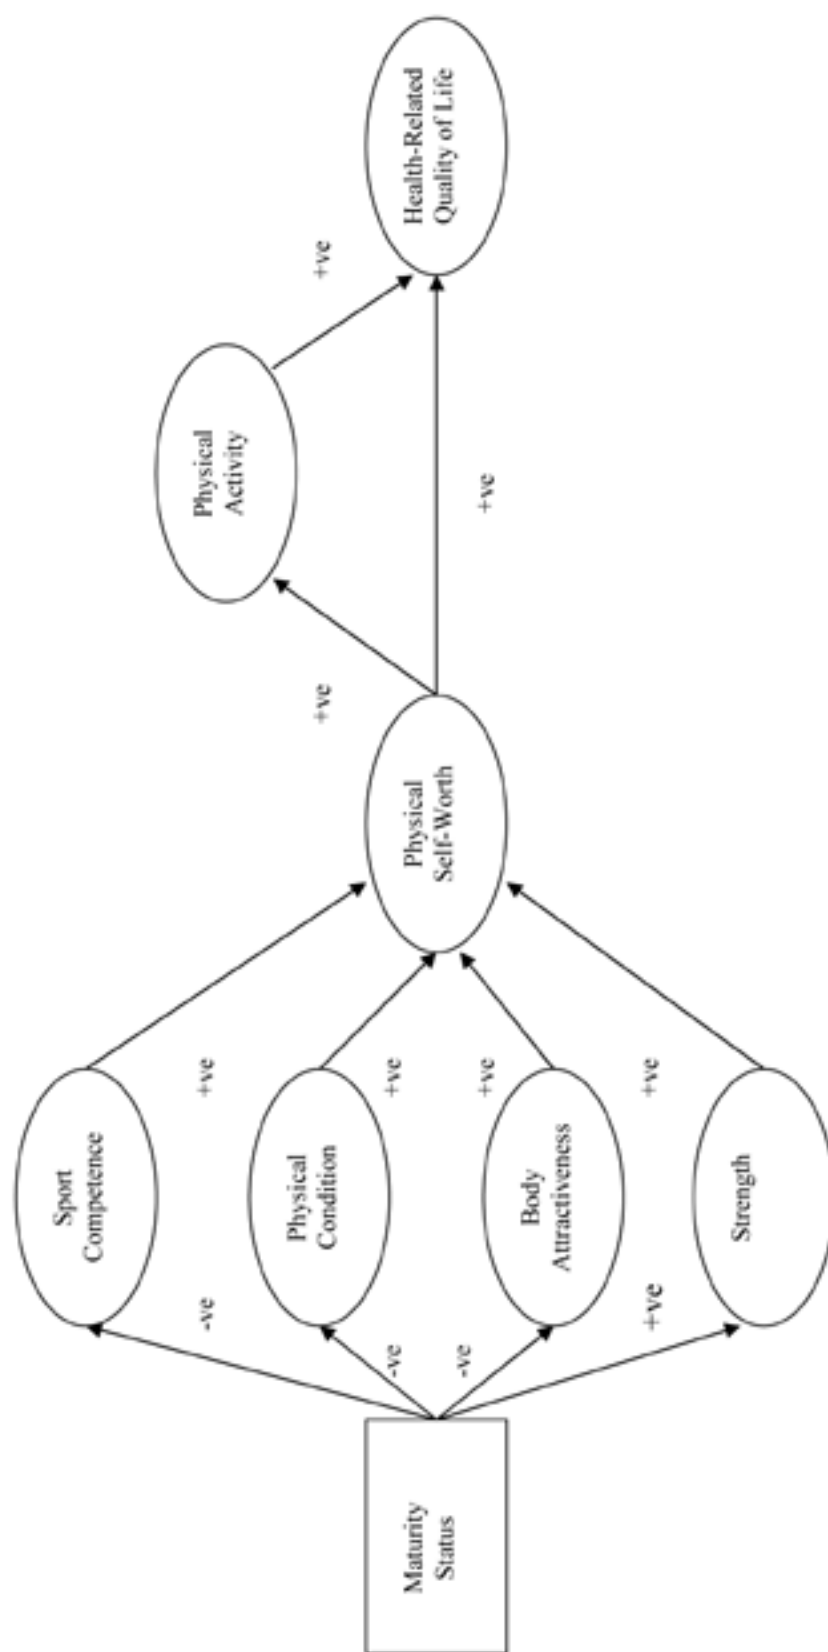 Maturity
Status
-ve
-ve
-ve
+ve
Sport
Competence
Physical
Condition
Body
Attractiveness
Strength
+ve
+ve
+ve
+ve
Physical
Self-Worth
+ve
+ve
Physical
Activity
+ve
Health-Related
Quality of Life